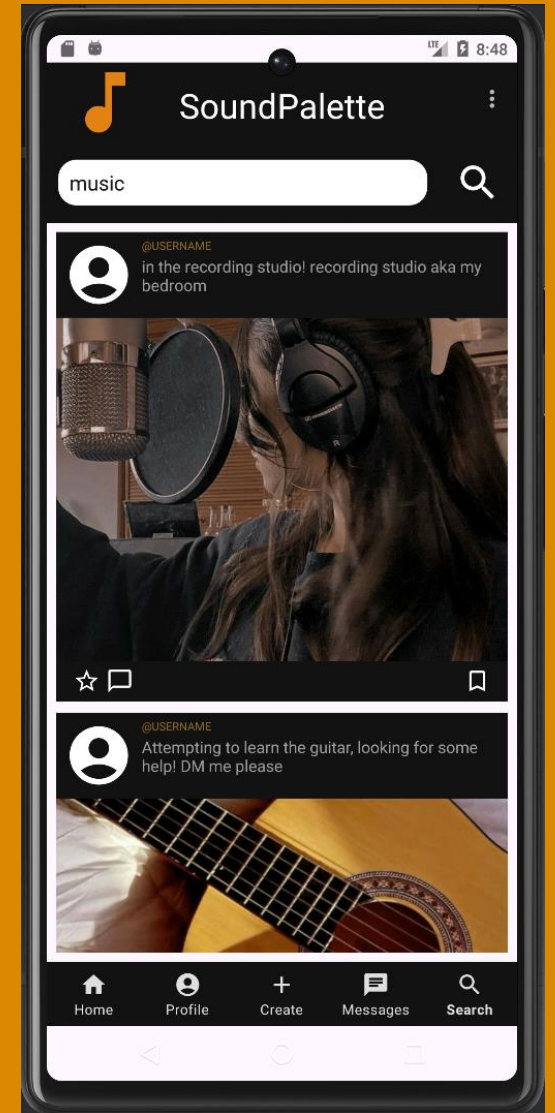 LTE 8:48
SoundPalette
music
@USERNAME
in the recording studio! recording studio aka my
bedroom
R
@USERNAME
Attempting to learn the guitar, looking for some
help! DM me please
Home Profile Create Messages Search